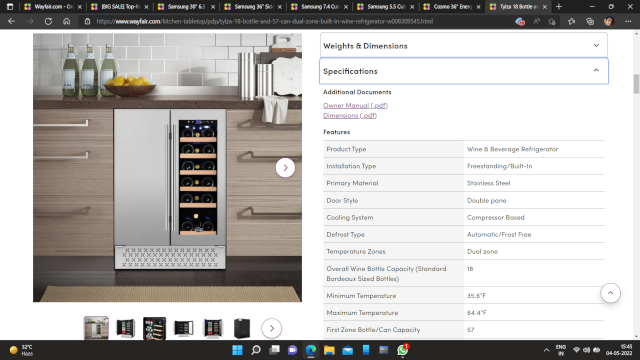 Wayfair.com - O
(BIG SALE) Top-R
Samsung 30" 6.3
Samsung 36" Sid
Samsung 7.4 Cu
Samsung 5.5 Cu
Cosmo 36" Energ
Tylza 18 Bottle an
https://www.wayfair.com/kitchen-tabletop/pdp/tylza-18-bottle-and-57-can-dual-zone-built-in-wine-refrigerator-w008309545.html
Weights & Dimensions
Specifications
Additional Documents
Owner Manual (.pdf)
Dimensions (.pdf)
Features
Product Type Wine & Beverage Refrigerator
Installation Type Freestanding/Built-In
Primary Material Stainless Steel
Door Style Double pane
Cooling System Compressor Based
Defrost Type Automatic/Frost Free
Temperature Zones Dual zone
Overall Wine Bottle Capacity (Standard Bordeaux Sized Bottles) 18
Minimum Temperature 35.6°F
Maximum Temperature 64.4°F
First Zone Bottle/Can Capacity 57
32°C
Haze
ENG
IN
15:45
04-05-2022